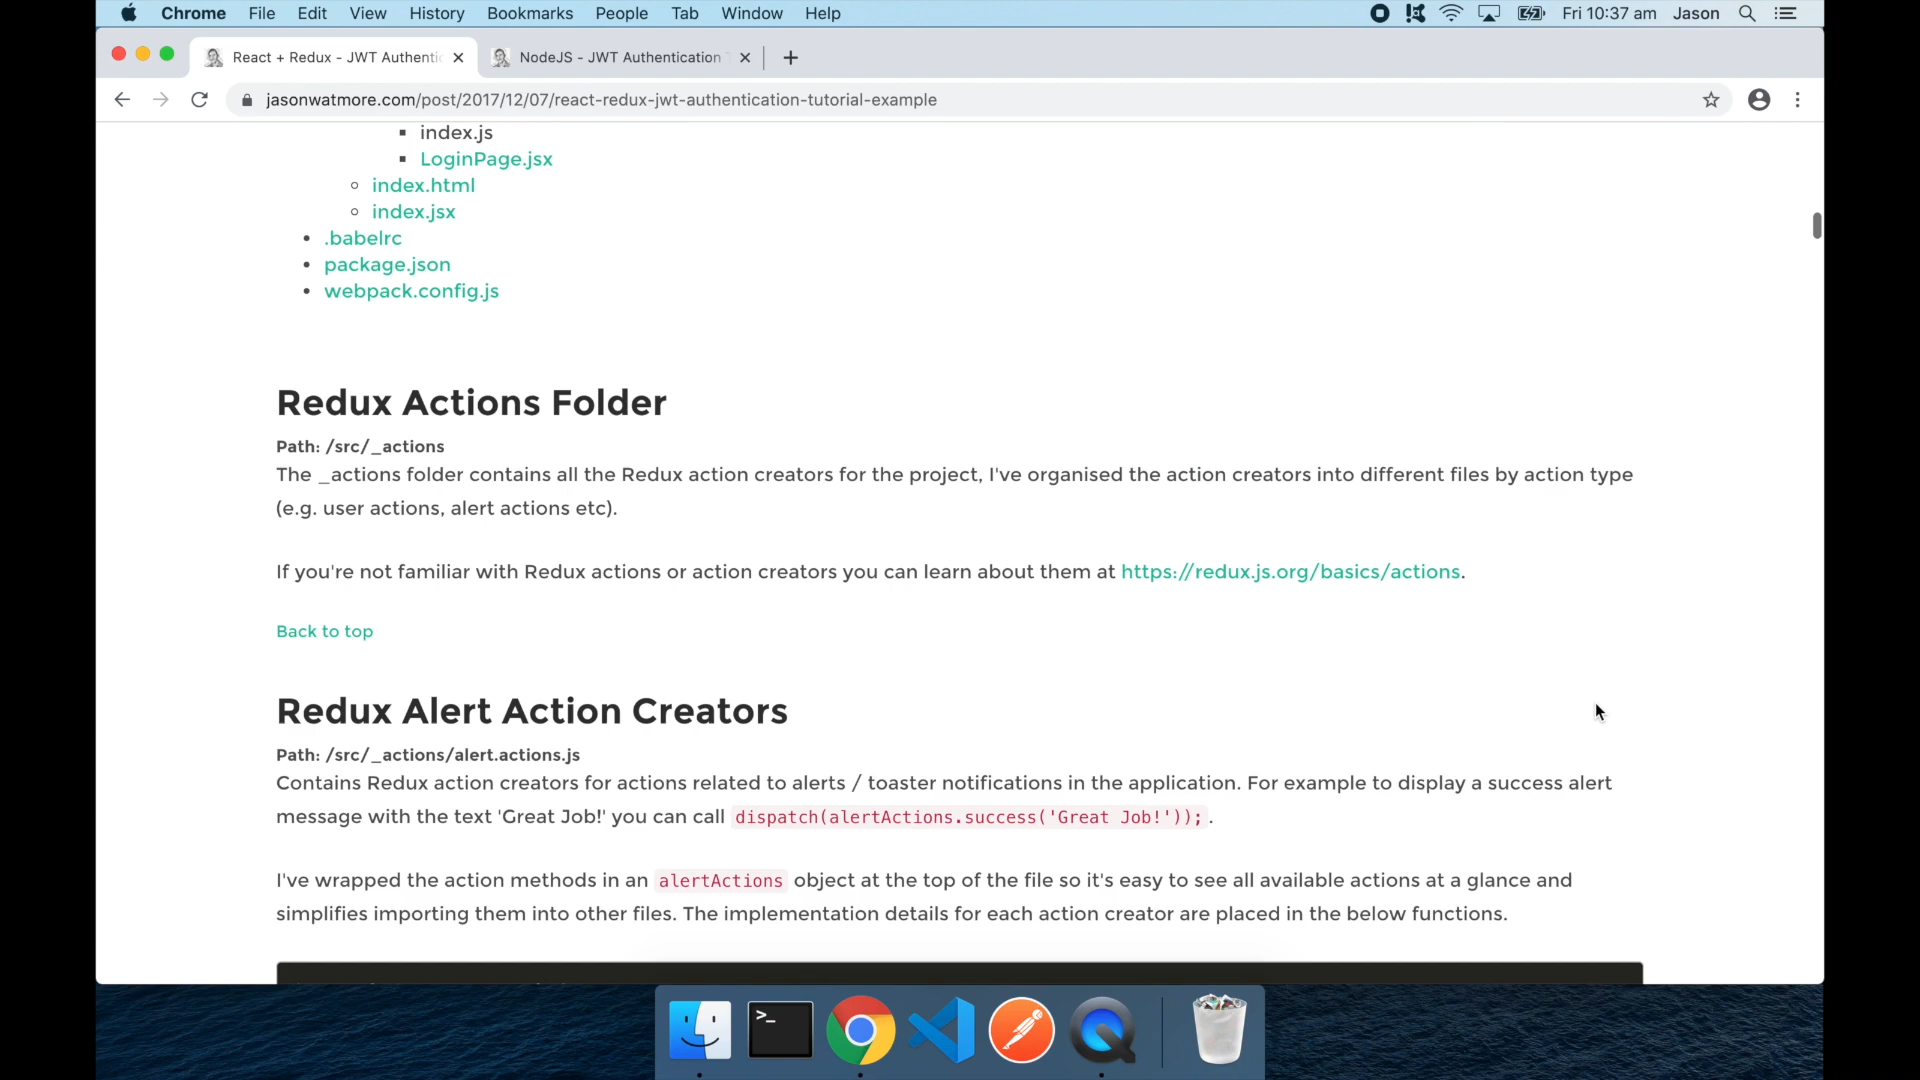 Chrome File Edit View History Bookmarks People Tab Window Help Fri 10:37 am Jason
React + Redux - JWT Authentic NodeJS - JWT Authentication
jasonwatmore.com/post/2017/12/07/react-redux-jwt-authentication-tutorial-example
index.js
LoginPage.jsx
index.html
index.jsx
.babelrc
package.json
webpack.config.js
Redux Actions Folder
Path: /src/_actions
The _actions folder contains all the Redux action creators for the project, I've organised the action creators into different files by action type
(e.g. user actions, alert actions etc).
If you're not familiar with Redux actions or action creators you can learn about them at https://redux.js.org/basics/actions.
Back to top
Redux Alert Action Creators
Path: /src/_actions/alert.actions.js
Contains Redux action creators for actions related to alerts / toaster notifications in the application. For example to display a success alert
message with the text 'Great Job!' you can call dispatch(alertActions.success('Great Job!'));.
I've wrapped the action methods in an alertActions object at the top of the file so it's easy to see all available actions at a glance and
simplifies importing them into other files. The implementation details for each action creator are placed in the below functions.
>_